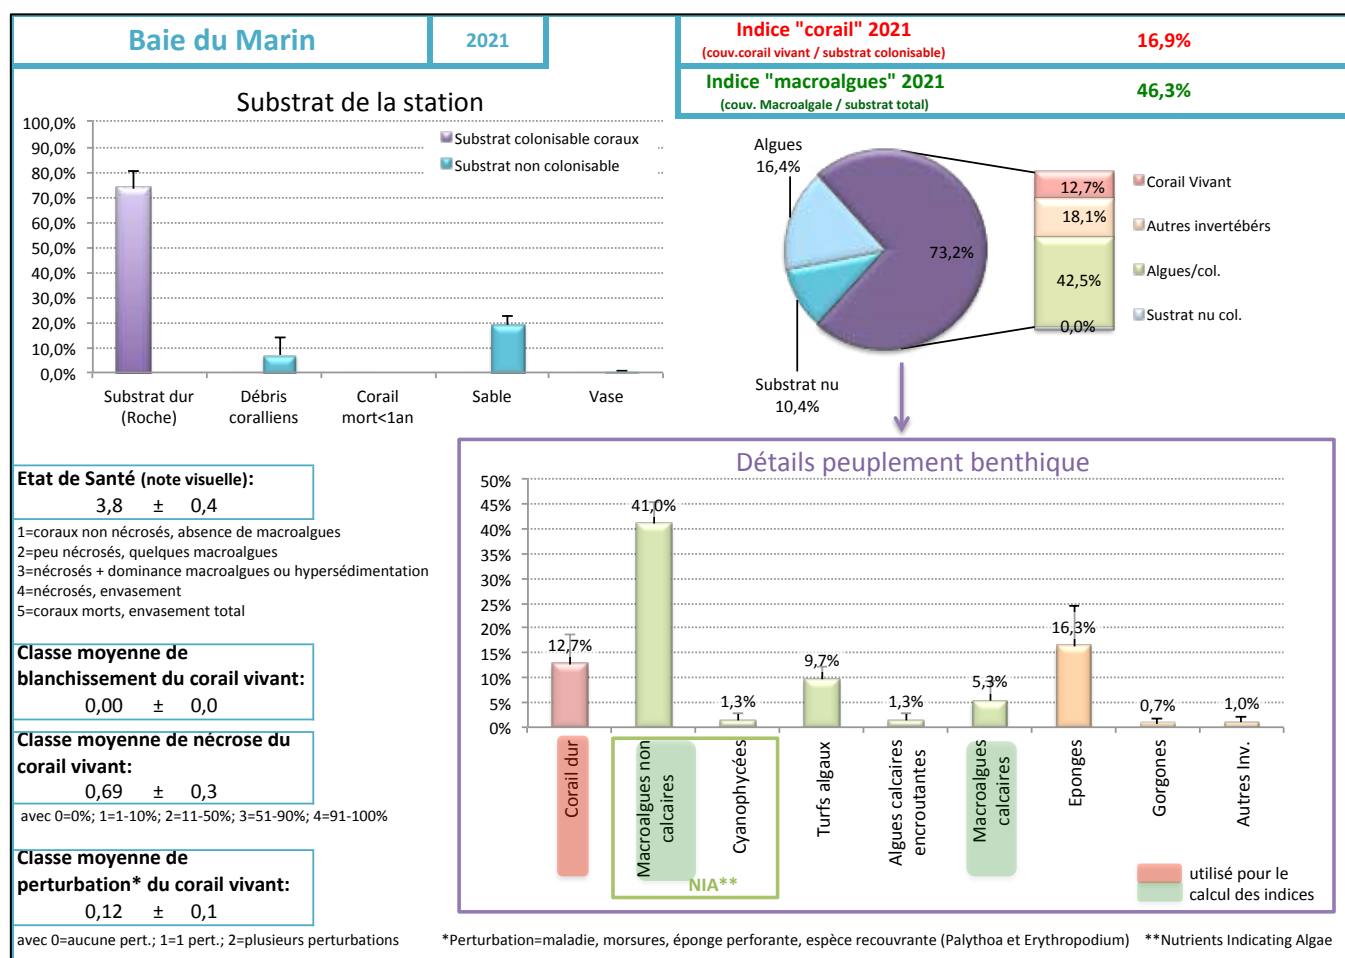 Baie du Marin
2021
Indice "corail" 2021
(couv.corail vivant / substrat colonisable)
16,9%
Indice "macroalgues" 2021
(couv. Macroalgale / substrat total)
46,3%
Substrat de la station
100,0%
90,0%
80,0%
70,0%
60,0%
50,0%
40,0%
30,0%
20,0%
10,0%
0,0%
Substrat colonisable coraux
Substrat non colonisable
Substrat dur
(Roche)
Débris
coralliens
Corail
mort<1an
Sable
Vase
Algues
16,4%
73,2%
Substrat nu
10,4%
12,7%
18,1%
42,5%
0,0%
Corail Vivant
Autres invertébérs
Algues/col.
Sustrat nu col.
Etat de Santé (note visuelle):
3,8 ± 0,4
1=coraux non nécrosés, absence de macroalgues
2=peu nécrosés, quelques macroalgues
3=nécrosés + dominance macroalgues ou hypersédimentation
4=nécrosés, envasement
5=coraux morts, envasement total
Classe moyenne de
blanchissement du corail vivant:
0,00 ± 0,0
Classe moyenne de nécrose du
corail vivant:
0,69 ± 0,3
avec 0=0%; 1=1-10%; 2=11-50%; 3=51-90%; 4=91-100%
Classe moyenne de
perturbation* du corail vivant:
0,12 ± 0,1
avec 0=aucune pert.; 1=1 pert.; 2=plusieurs perturbations
Détails peuplement benthique
50%
45%
40%
35%
30%
25%
20%
15%
10%
5%
0%
12,7%
41,0%
1,3%
9,7%
1,3%
5,3%
16,3%
0,7%
1,0%
Corail dur
Macroalgues non
calcaires
Cyanophycées
Turfs algaux
Algues calcaires
encroutantes
Macroalgues
calcaires
Eponges
Gorgones
Autres Inv.
NIA**
utilisé pour le
calcul des indices
*Perturbation=maladie, morsures, éponge perforante, espèce recouvrante (Palythoa et Erythropodium) **Nutrients Indicating Algae